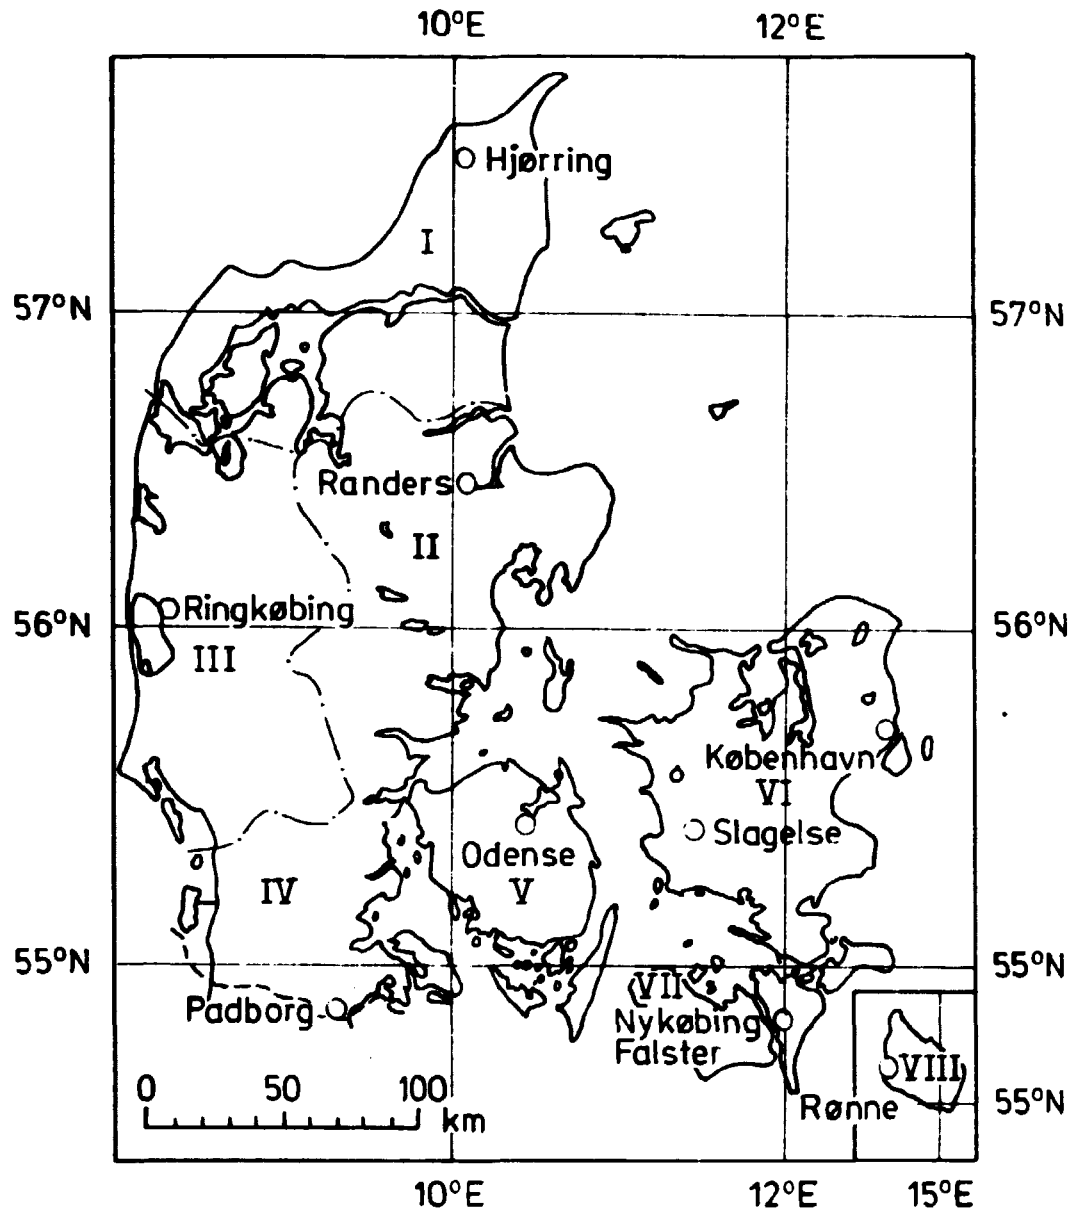 10°E 12°E
Hjørring
I
57°N 57°N
Randers
II
Ringkøbing
56°N 56°N
III
København
VI
Slagelse
Odense
IV V
55°N 55°N
VII
Padborg
Nykøbing
Falster
VIII
0 50 100
km
Rønne 55°N
10°E 12°E 15°E